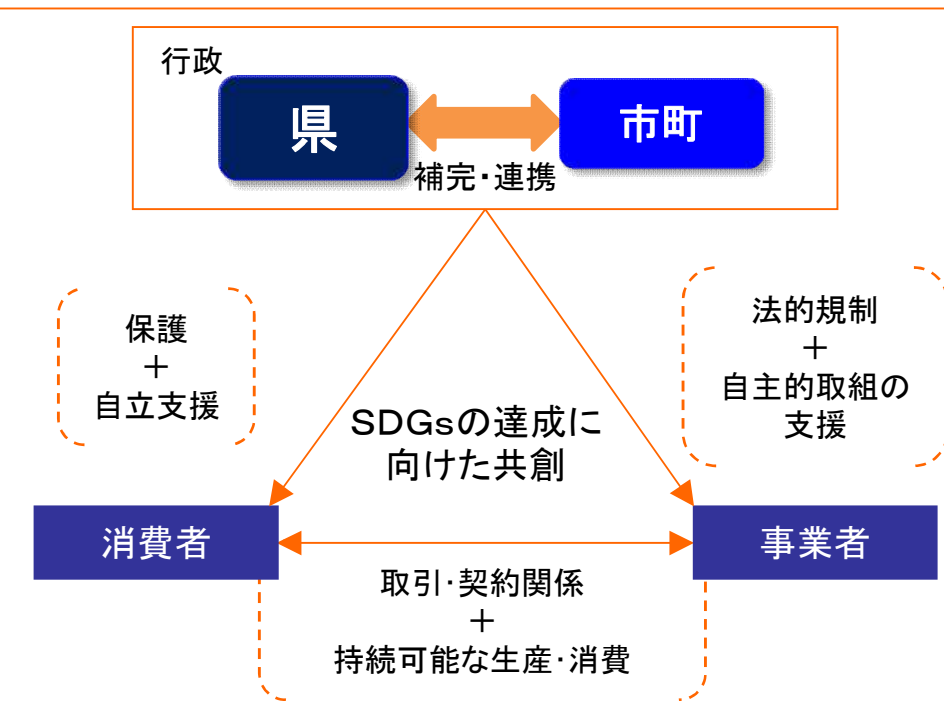 行政
県
市町
補完・連携
保護
＋
自立支援
法的規制
＋
自主的取組の
支援
SDGsの達成に
向けた共創
消費者
事業者
取引・契約関係
＋
持続可能な生産・消費